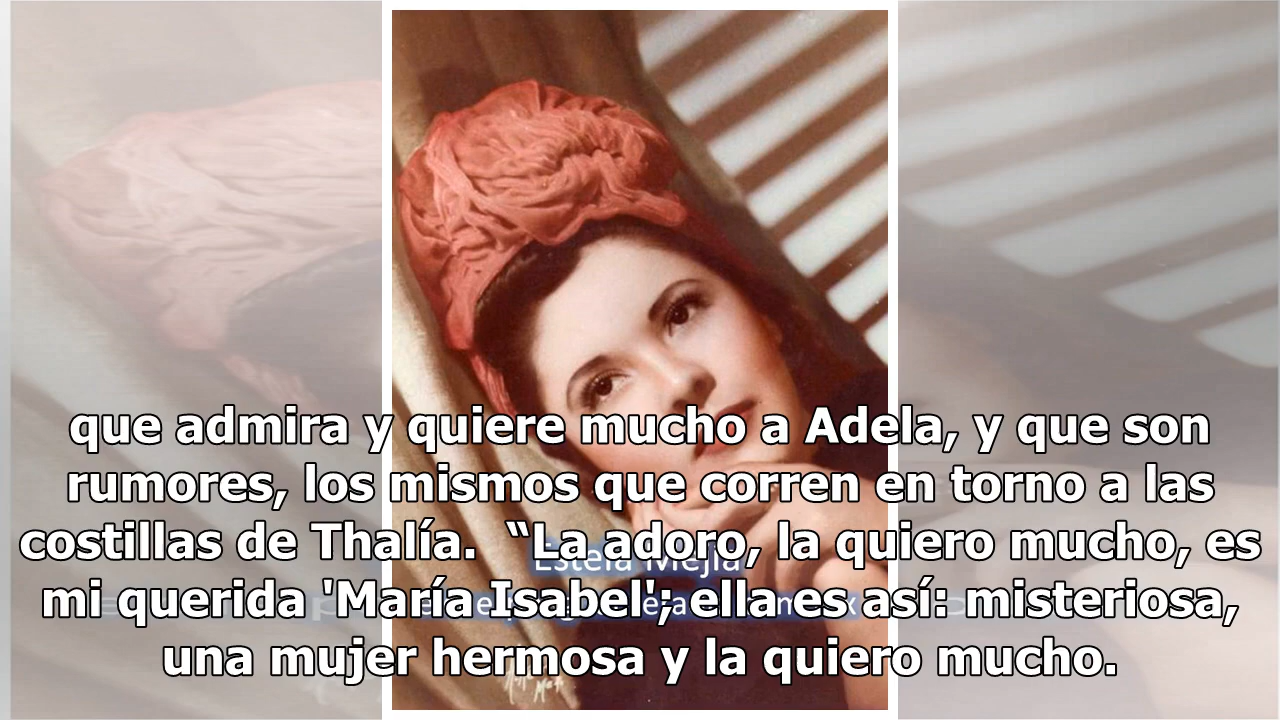 que admira y quiere mucho a Adela, y que son
rumores, los mismos que corren en torno a las
costillas de Thalía. “La adoro, la quiero mucho, es
mi querida 'María Isabel'; ella es así: misteriosa,
una mujer hermosa y la quiero mucho.
Estela Mejía